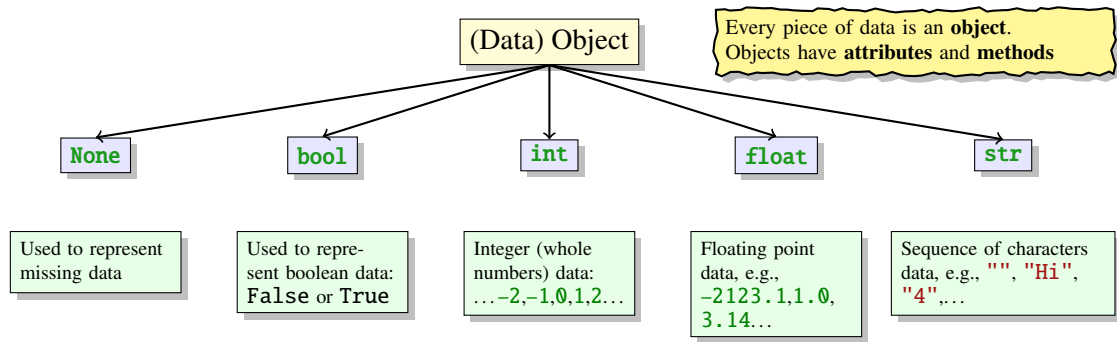 (Data) Object
Every piece of data is an object.
Objects have attributes and methods
None
bool
int
float
str
Used to represent
missing data
Used to repre-
sent boolean data:
False or True
Integer (whole
numbers) data:
...-2,-1,0,1,2...
Floating point
data, e.g.,
-2123.1,1.0,
3.14...
Sequence of characters
data, e.g., "", "Hi",
"4",...